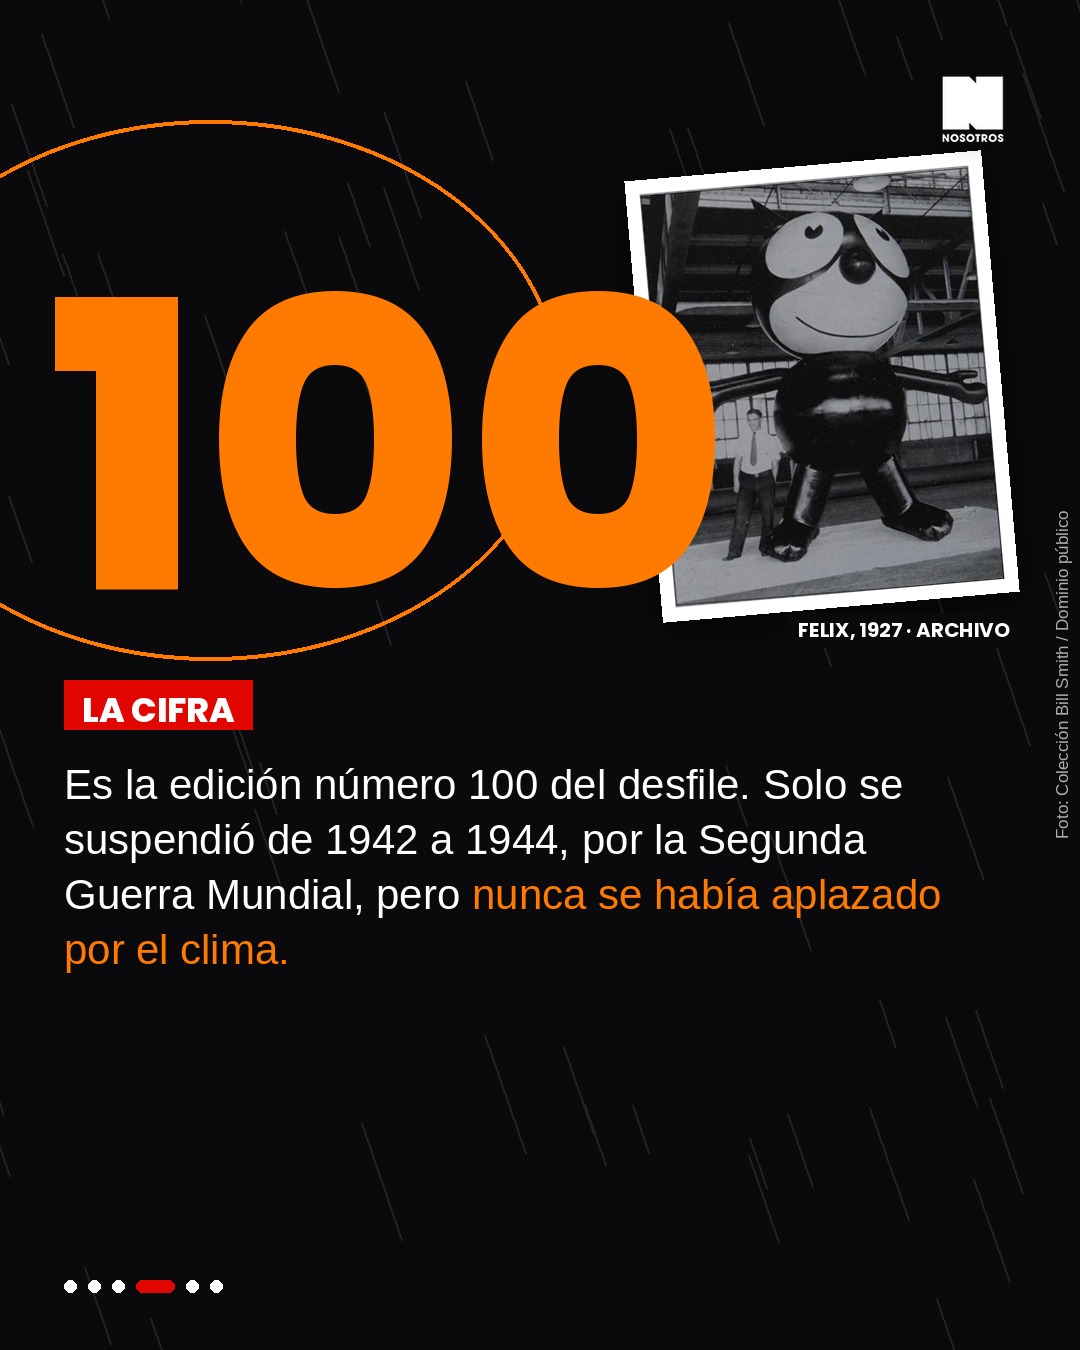 NOSOTROS
100
FELIX, 1927 · ARCHIVO
LA CIFRA
Es la edición número 100 del desfile. Solo se
suspendió de 1942 a 1944, por la Segunda
Guerra Mundial, pero nunca se había aplazado
por el clima.
Foto: Colección Bill Smith / Dominio público